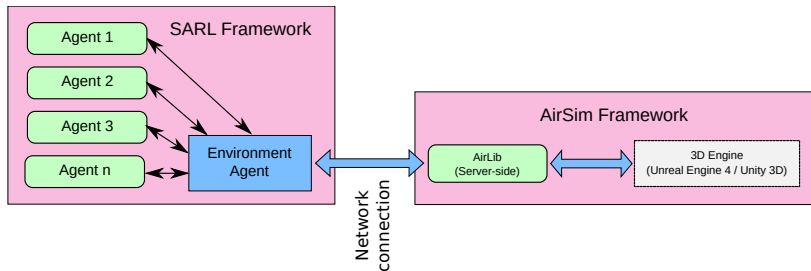 SARL Framework
Agent 1
Agent 2
Agent 3
Agent n
Environment
Agent
Network
connection
AirSim Framework
AirLib
(Server-side)
3D Engine
(Unreal Engine 4 / Unity 3D)